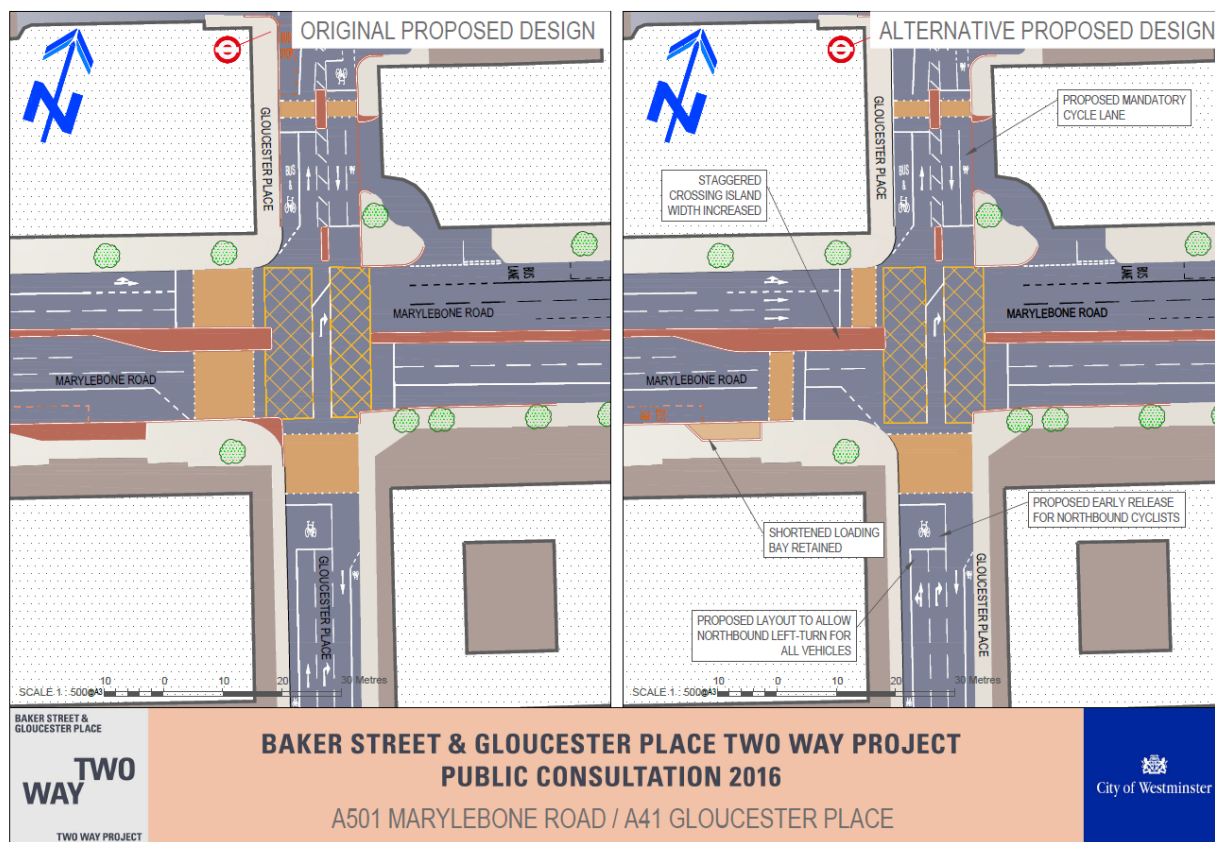 ORIGINAL PROPOSED DESIGN
GLOUCESTER PLACE
BUS &
MARYLEBONE ROAD
BUS
LANE
MARYLEBONE ROAD
GLOUCESTER PLACE
SCALE 1 : 500@A3
10 0 10 20 30 Metres
ALTERNATIVE PROPOSED DESIGN
GLOUCESTER PLACE
PROPOSED MANDATORY
CYCLE LANE
STAGGERED
CROSSING ISLAND
WIDTH INCREASED
BUS &
BUS
LANE
MARYLEBONE ROAD
MARYLEBONE ROAD
SHORTENED LOADING
BAY RETAINED
PROPOSED EARLY RELEASE
FOR NORTHBOUND CYCLISTS
GLOUCESTER PLACE
PROPOSED LAYOUT TO ALLOW
NORTHBOUND LEFT-TURN FOR
ALL VEHICLES
SCALE 1 : 500@A3
10 0 10 20 30 Metres
BAKER STREET &
GLOUCESTER PLACE
TWO
WAY
TWO WAY PROJECT
BAKER STREET & GLOUCESTER PLACE TWO WAY PROJECT
PUBLIC CONSULTATION 2016
A501 MARYLEBONE ROAD / A41 GLOUCESTER PLACE
City of Westminster